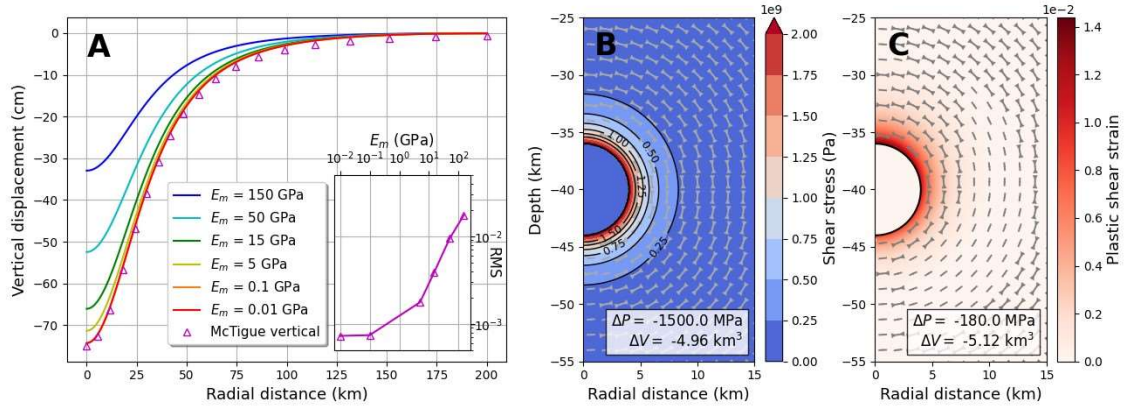 A
Vertical displacement (cm)
0
−10
−20
−30
−40
−50
−60
−70
0 25 50 75 100 125 150 175 200
Radial distance (km)
E_m = 150 GPa
E_m = 50 GPa
E_m = 15 GPa
E_m = 5 GPa
E_m = 0.1 GPa
E_m = 0.01 GPa
McTigue vertical
E_m (GPa)
10^−2 10^−1 10^0 10^1 10^2
10^−2
10^−3
RMS
B
Depth (km)
−25
−30
−35
−40
−45
−50
−55
0 5 10 15
Radial distance (km)
1.00
0.50
1.25
1.50
0.75
0.25
ΔP = -1500.0 MPa
ΔV = -4.96 km³
1e9
2.00
1.75
1.50
1.25
1.00
0.75
0.50
0.25
0.00
Shear stress (Pa)
C
−25
−30
−35
−40
−45
−50
−55
0 5 10 15
Radial distance (km)
ΔP = -180.0 MPa
ΔV = -5.12 km³
1e−2
1.4
1.2
1.0
0.8
0.6
0.4
0.2
0.0
Plastic shear strain